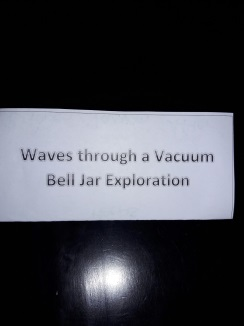 Waves through a Vacuum
Bell Jar Exploration